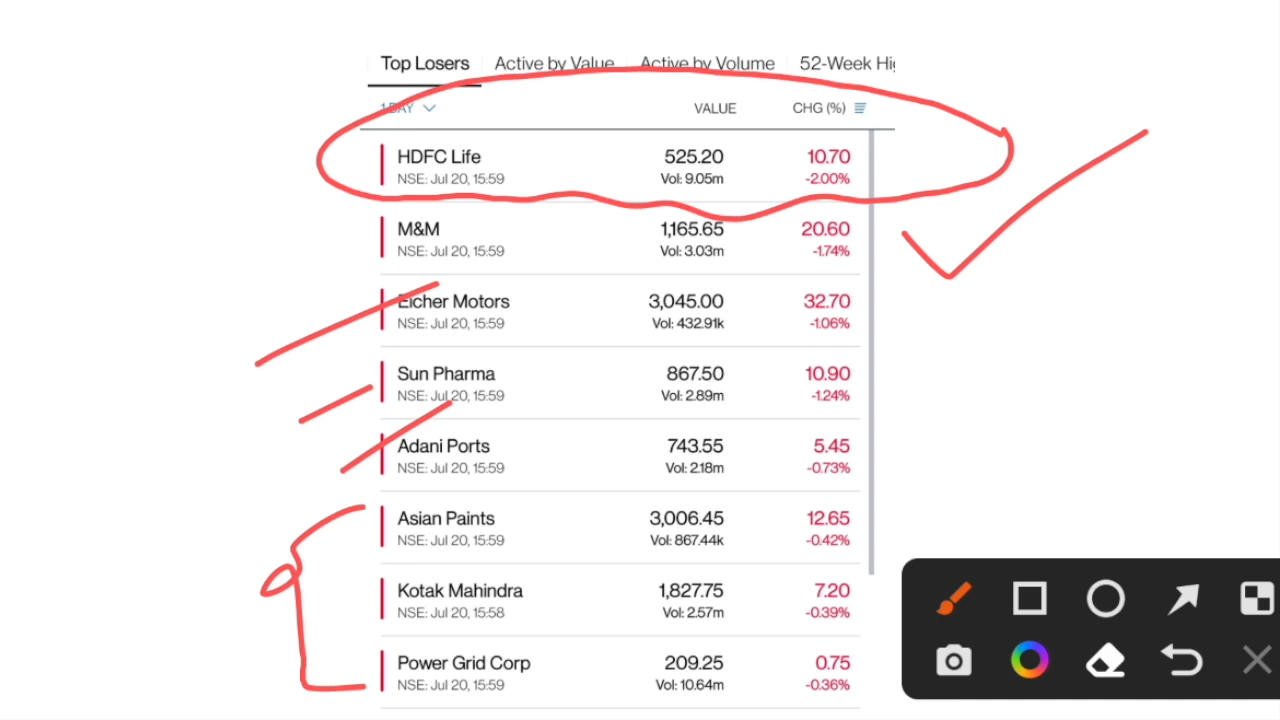 Top Losers Active by Value Active by Volume 52-Week Hi
1 DAY VALUE CHG (%)
HDFC Life 525.20 10.70
NSE: Jul 20, 15:59 Vol: 9.05m -2.00%
M&M 1,165.65 20.60
NSE: Jul 20, 15:59 Vol: 3.03m -1.74%
Eicher Motors 3,045.00 32.70
NSE: Jul 20, 15:59 Vol: 432.91k -1.06%
Sun Pharma 867.50 10.90
NSE: Jul 20, 15:59 Vol: 2.89m -1.24%
Adani Ports 743.55 5.45
NSE: Jul 20, 15:59 Vol: 2.18m -0.73%
Asian Paints 3,006.45 12.65
NSE: Jul 20, 15:59 Vol: 867.44k -0.42%
Kotak Mahindra 1,827.75 7.20
NSE: Jul 20, 15:58 Vol: 2.57m -0.39%
Power Grid Corp 209.25 0.75
NSE: Jul 20, 15:59 Vol: 10.64m -0.36%